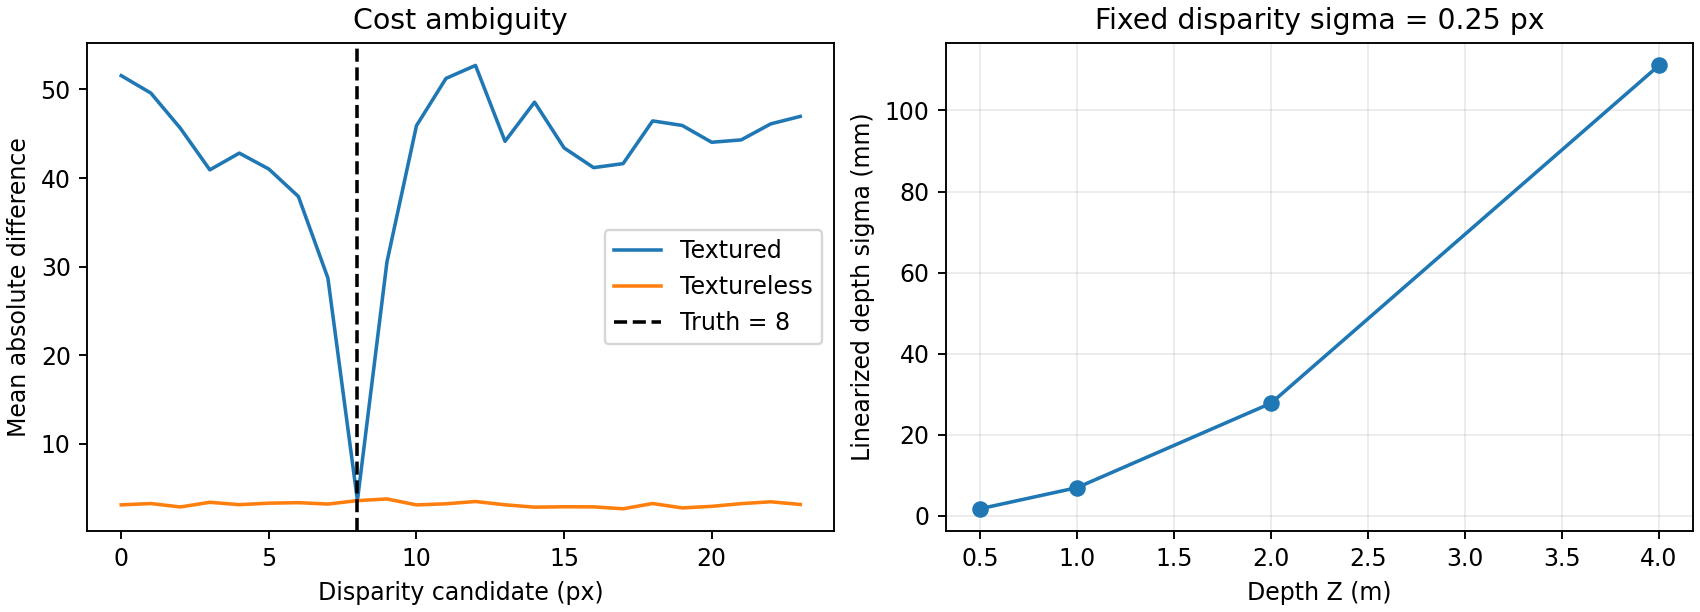 Cost ambiguity
Mean absolute difference
50
40
30
20
10
0
5
10
15
20
Disparity candidate (px)
Textured
Textureless
Truth = 8
Fixed disparity sigma = 0.25 px
Linearized depth sigma (mm)
100
80
60
40
20
0
0.5
1.0
1.5
2.0
2.5
3.0
3.5
4.0
Depth Z (m)